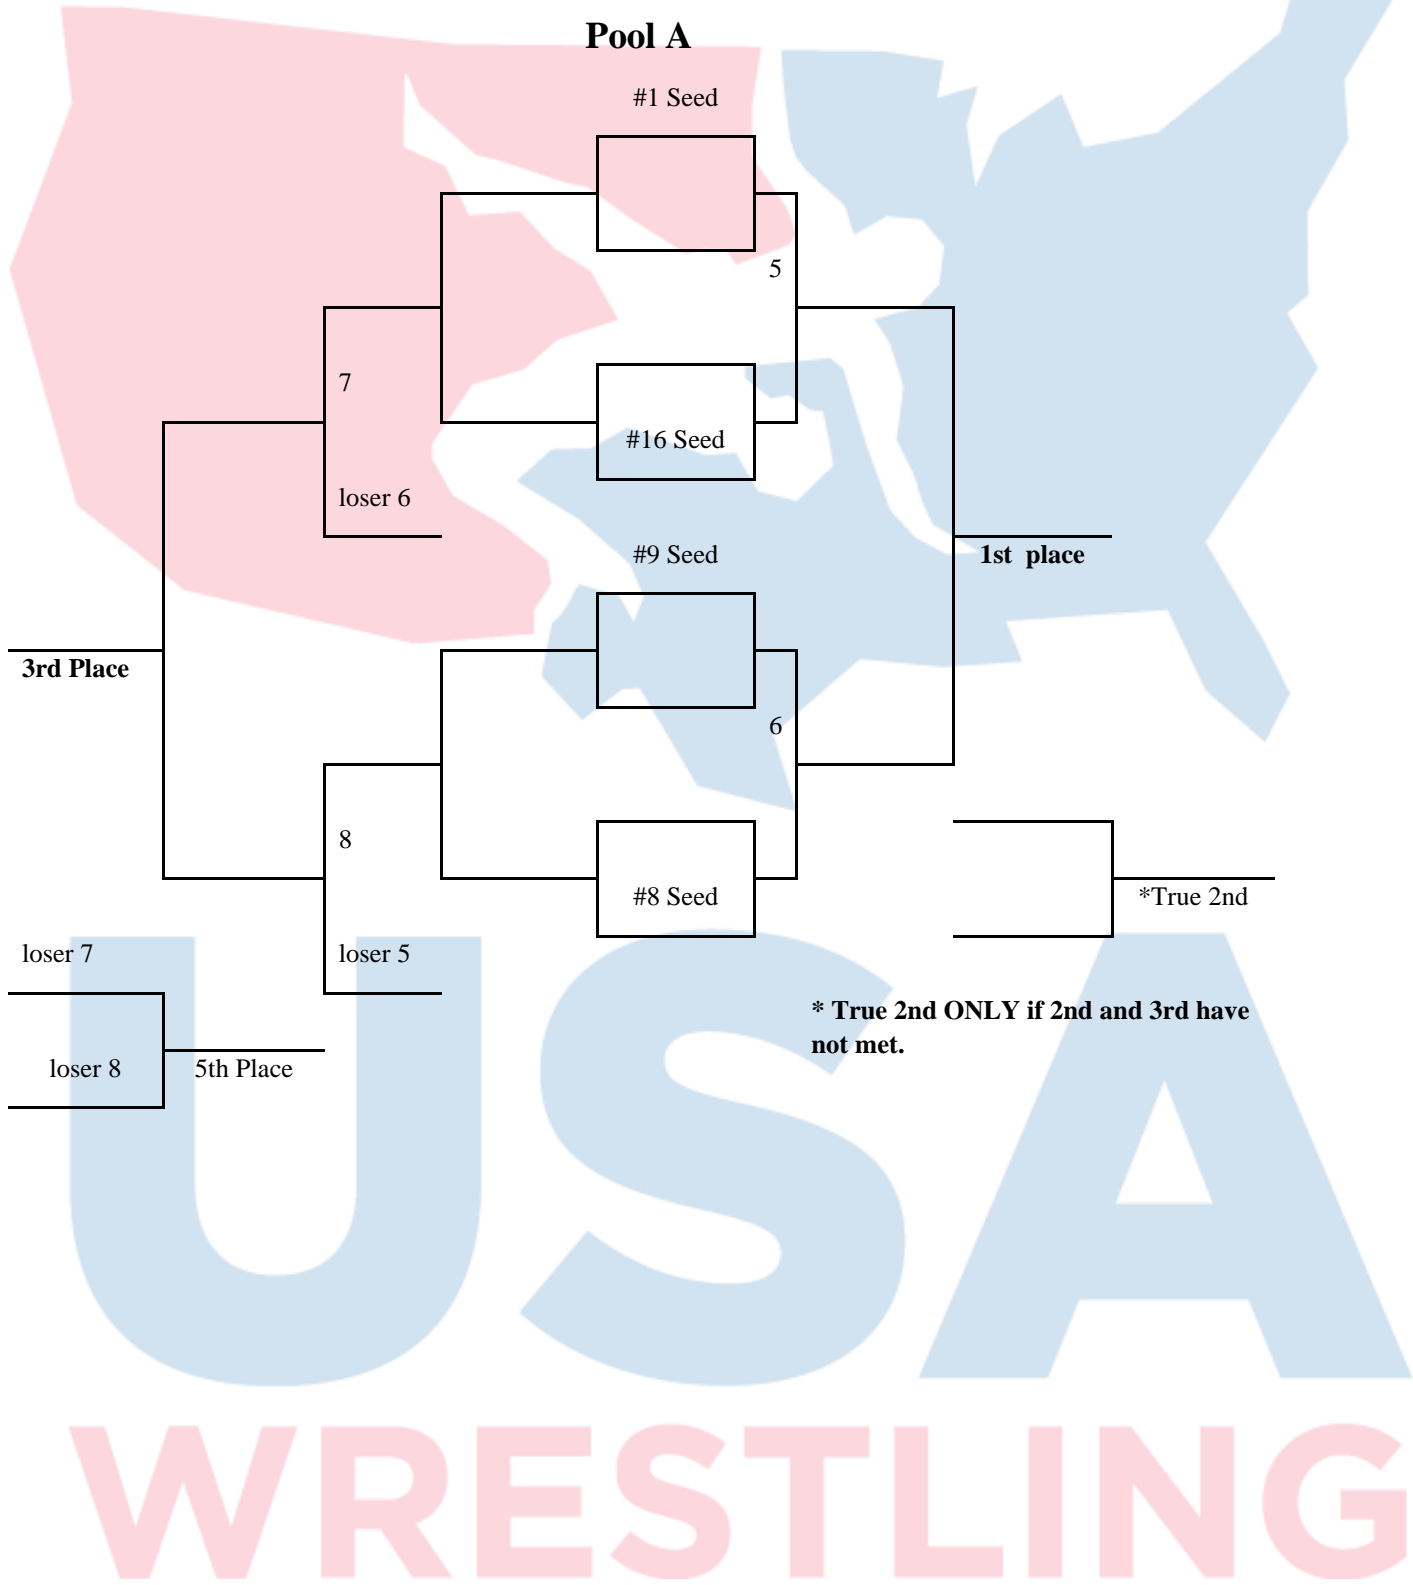 Pool A
#1 Seed
5
7
#16 Seed
loser 6
#9 Seed
1st  place
3rd Place
6
8
#8 Seed
*True 2nd
loser 7
loser 5
* True 2nd ONLY if 2nd and 3rd have
not met.
loser 8
5th Place
USA
WRESTLING